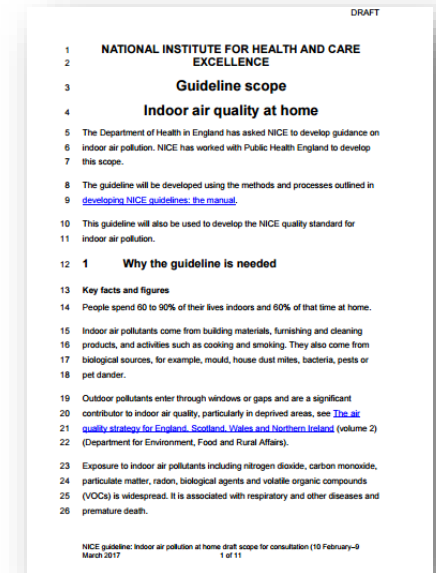 DRAFT
1 NATIONAL INSTITUTE FOR HEALTH AND CARE
2 EXCELLENCE
3 Guideline scope
4 Indoor air quality at home
5 The Department of Health in England has asked NICE to develop guidance on
6 indoor air pollution. NICE has worked with Public Health England to develop
7 this scope.
8 The guideline will be developed using the methods and processes outlined in
9 developing NICE guidelines: the manual.
10 This guideline will also be used to develop the NICE quality standard for
11 indoor air pollution.
12 1 Why the guideline is needed
13 Key facts and figures
14 People spend 60 to 90% of their lives indoors and 60% of that time at home.
15 Indoor air pollutants come from building materials, furnishing and cleaning
16 products, and activities such as cooking and smoking. They also come from
17 biological sources, for example, mould, house dust mites, bacteria, pests or
18 pet dander.
19 Outdoor pollutants enter through windows or gaps and are a significant
20 contributor to indoor air quality, particularly in deprived areas, see The air
21 quality strategy for England, Scotland, Wales and Northern Ireland (volume 2)
22 (Department for Environment, Food and Rural Affairs).
23 Exposure to indoor air pollutants including nitrogen dioxide, carbon monoxide,
24 particulate matter, radon, biological agents and volatile organic compounds
25 (VOCs) is widespread. It is associated with respiratory and other diseases and
26 premature death.
NICE guideline: Indoor air pollution at home draft scope for consultation (10 February–9
March 2017 1 of 11